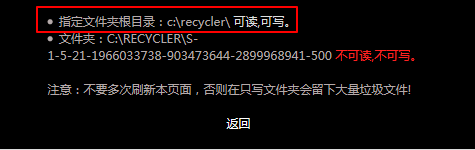 指定文件夹根目录：c:\recycler\ 可读,可写。
文件夹：C:\RECYCLER\S-
1-5-21-1966033738-903473644-2899968941-500 不可读,不可写。
注意：不要多次刷新本页面，否则在只写文件夹会留下大量垃圾文件!
返回